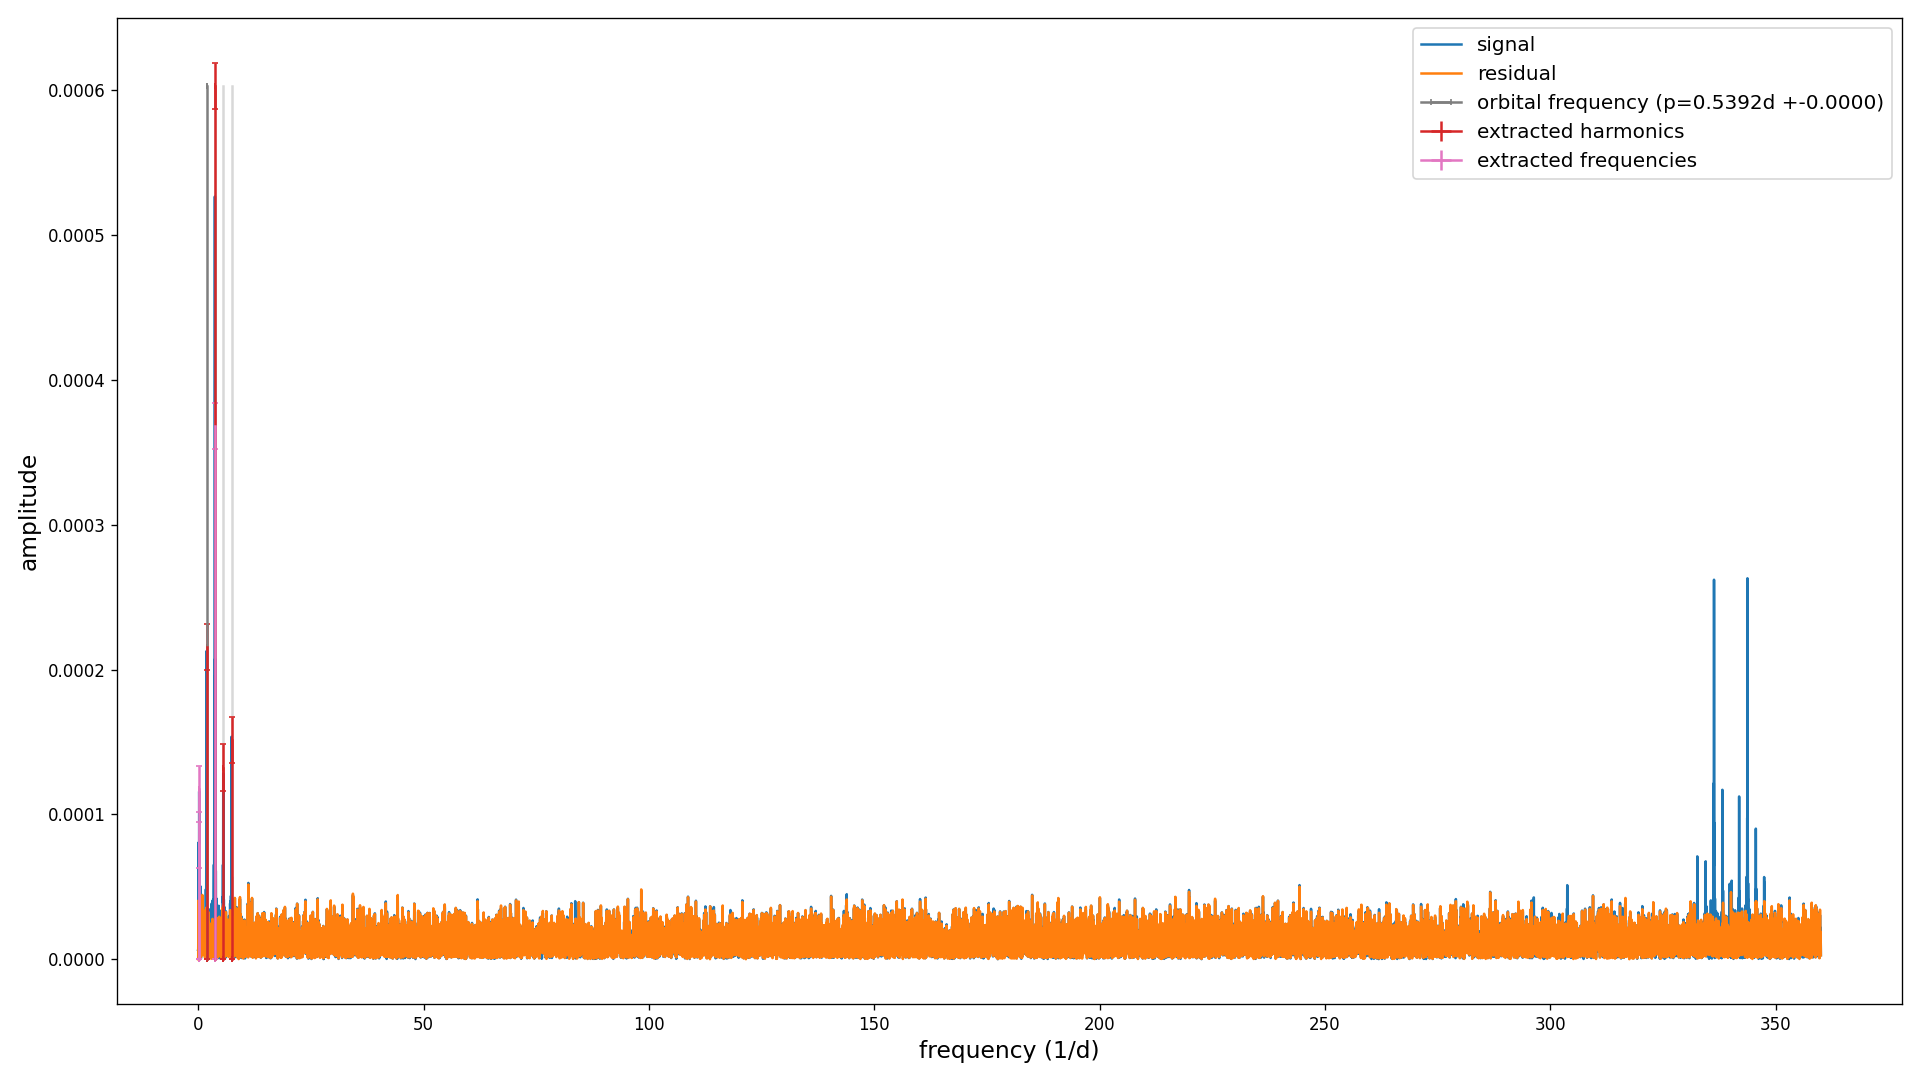 signal
residual
orbital frequency (p=0.5392d +-0.0000)
extracted harmonics
extracted frequencies
0.0006
0.0005
0.0004
0.0003
0.0002
0.0001
0.0000
amplitude
0 50 100 150 200 250 300 350
frequency (1/d)